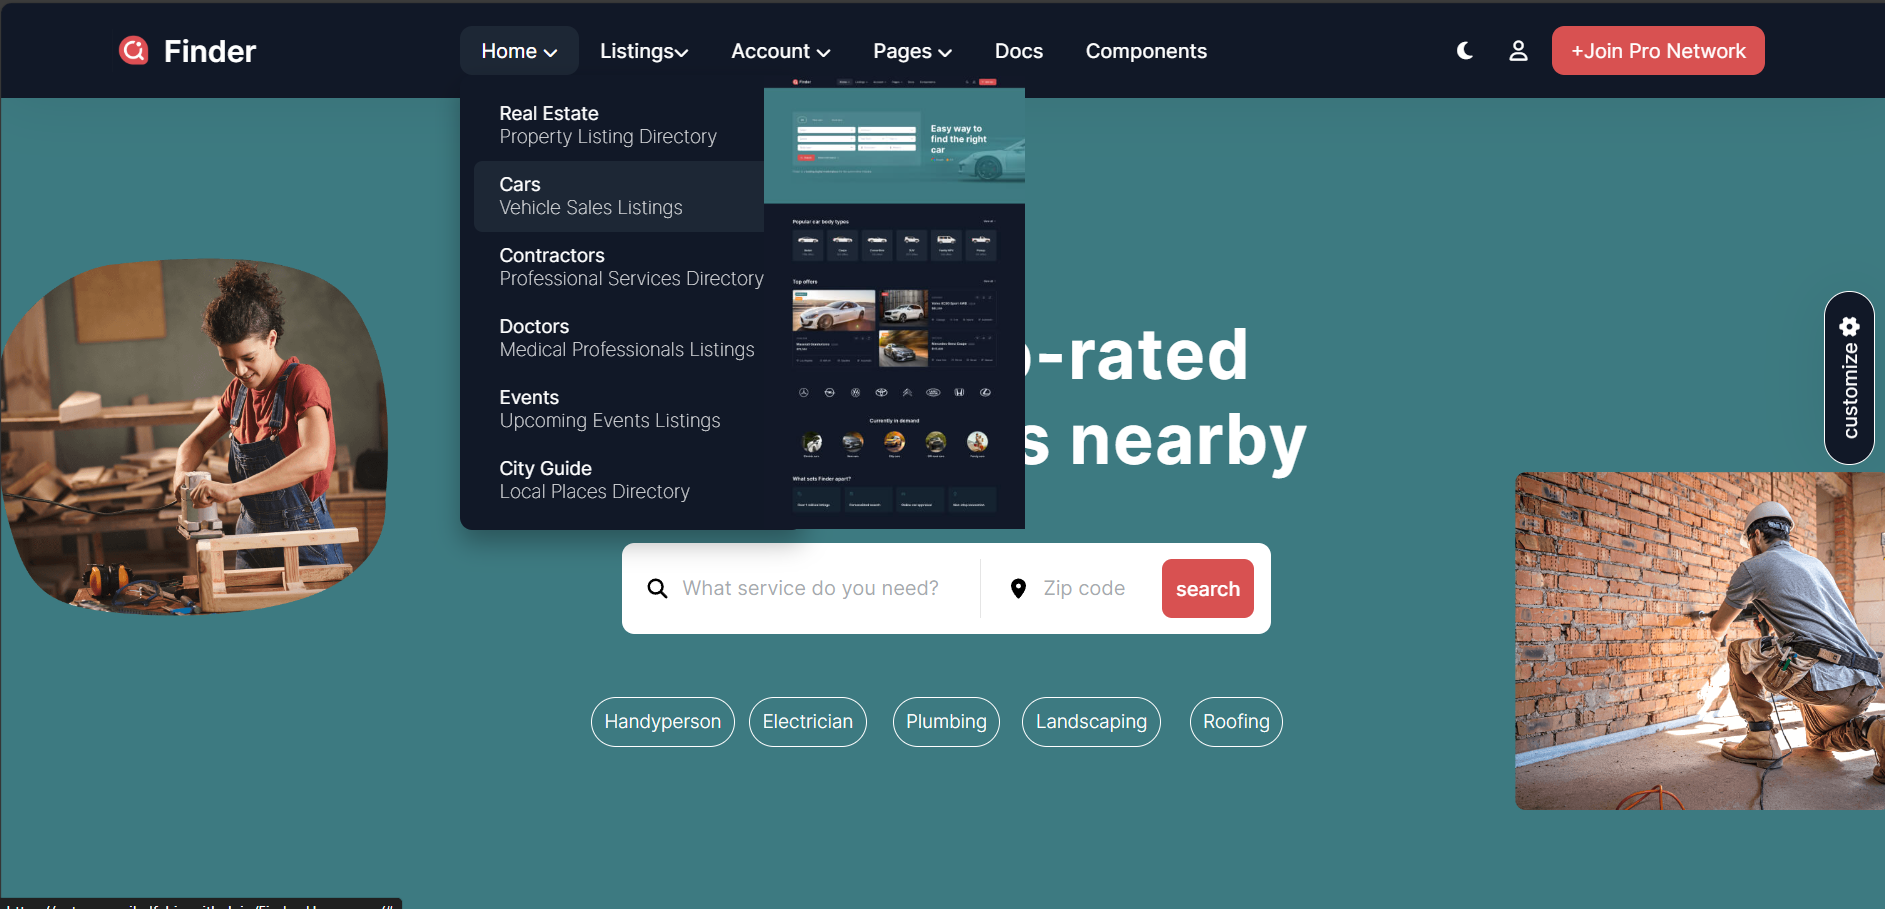 Finder
Home
Listings
Account
Pages
Docs
Components
+Join Pro Network
Real Estate
Property Listing Directory
Cars
Vehicle Sales Listings
Contractors
Professional Services Directory
Doctors
Medical Professionals Listings
Events
Upcoming Events Listings
City Guide
Local Places Directory
Finder
Easy way to
find the right
car
Popular car body types
Top offers
Currently in demand
What sets Finder apart?
-rated
s nearby
customize
What service do you need?
Zip code
search
Handyperson
Electrician
Plumbing
Landscaping
Roofing